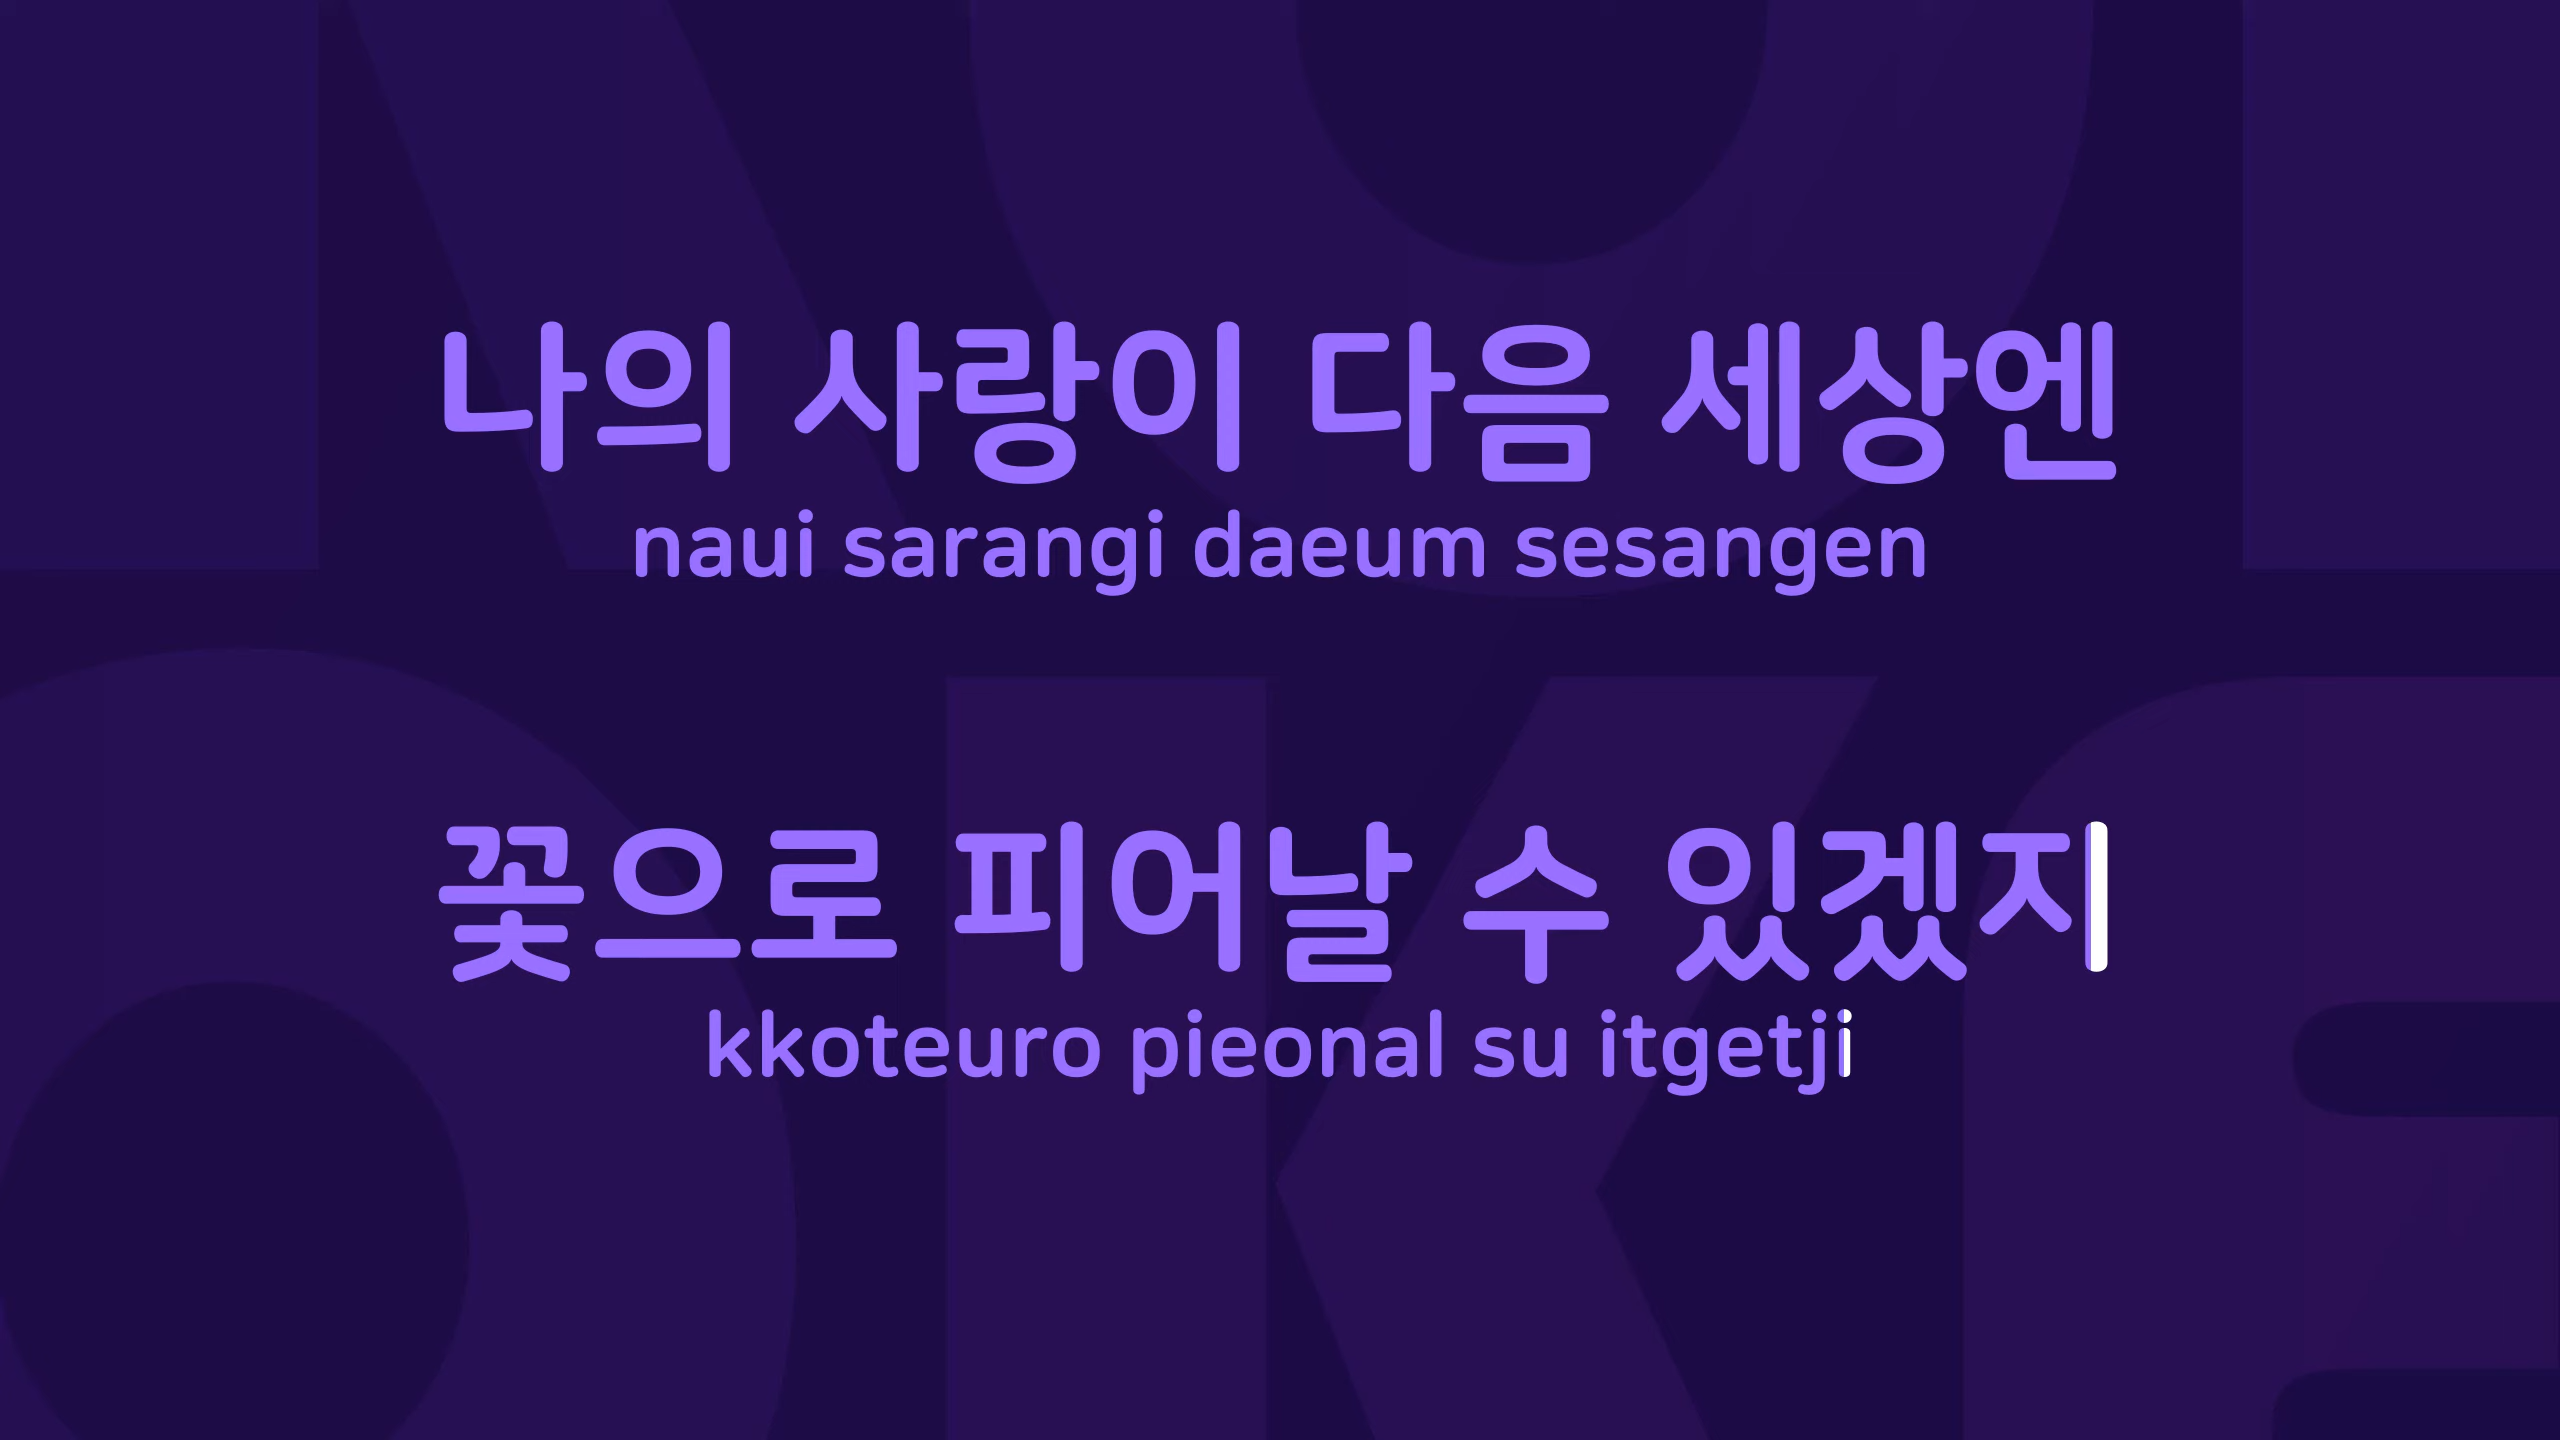 나의 사랑이 다음 세상엔
naui sarangi daeum sesangen
꽃으로 피어날 수 있겠지
kkoteuro pieonal su itgetji